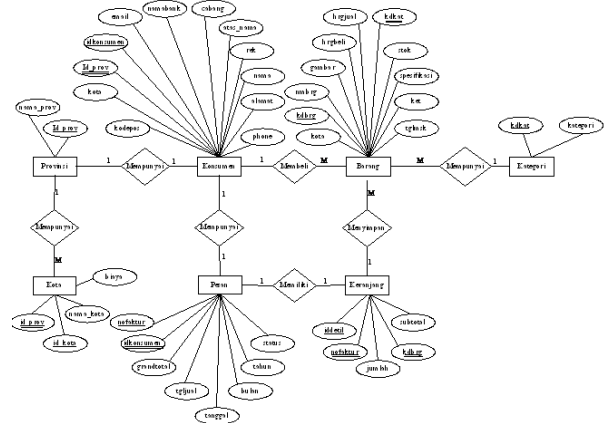 email
namabank
cabang
atas_nama
rek
nama
alamat
phone
idkonsumen
Id_prov
kota
kodepos
hrgjual
kdkat
hrgbeli
stok
gambar
spesifikasi
nmbrg
ket
kdbrg
tglmsk
kota
nama_prov
Id_prov
kdkat
kategori
Provinsi
1
Mempunyai
1
Konsumen
1
Membeli
M
Barang
M
Mempunyai
1
Kategori
1
1
M
Mempunyai
Mempunyai
Menyimpan
M
1
1
Kota
biaya
Pesan
1
Memiliki
1
Keranjang
id_prov
id_kota
nama_kota
nofaktur
idkonsumen
grandtotal
tgljual
tanggal
bulan
tahun
status
iddetil
nofaktur
jumlah
kdbrg
subtotal